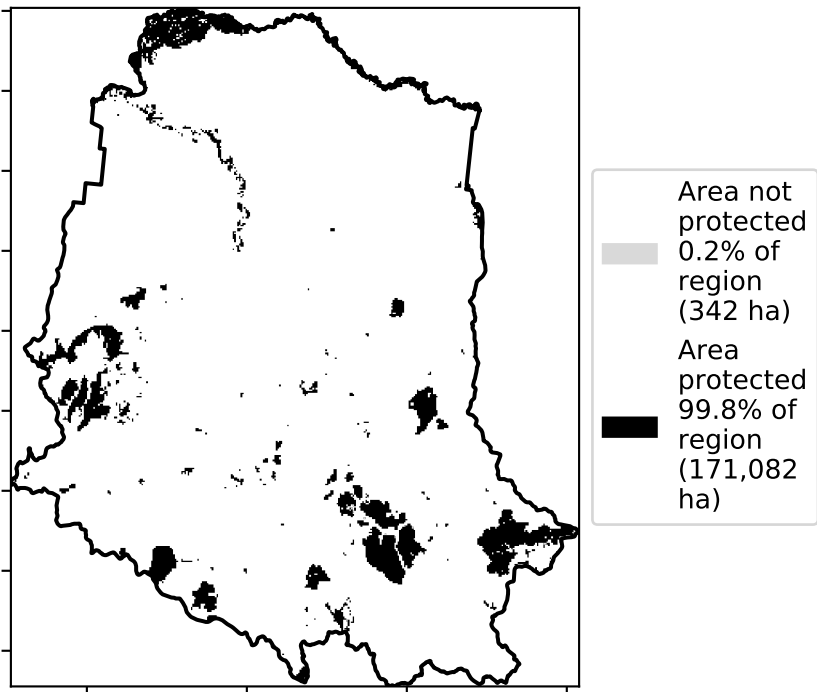 Area not
protected
0.2% of
region
(342 ha)
Area
protected
99.8% of
region
(171,082
ha)